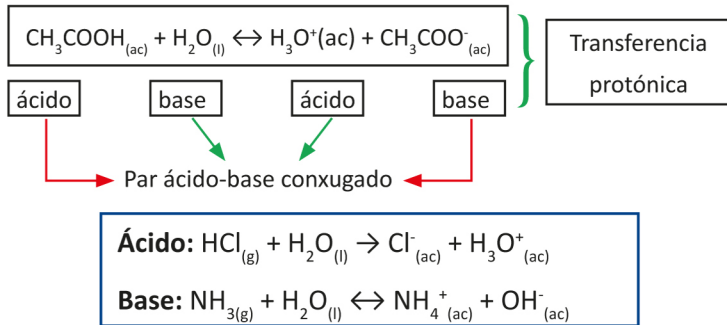 CH₃COOH(ac) + H₂O(l) ↔ H₃O⁺(ac) + CH₃COO⁻(ac)
Transferencia
protónica
ácido base ácido base
Par ácido-base conxugado
Ácido: HCl(g) + H₂O(l) → Cl⁻(ac) + H₃O⁺(ac)
Base: NH₃(g) + H₂O(l) ↔ NH₄⁺(ac) + OH⁻(ac)